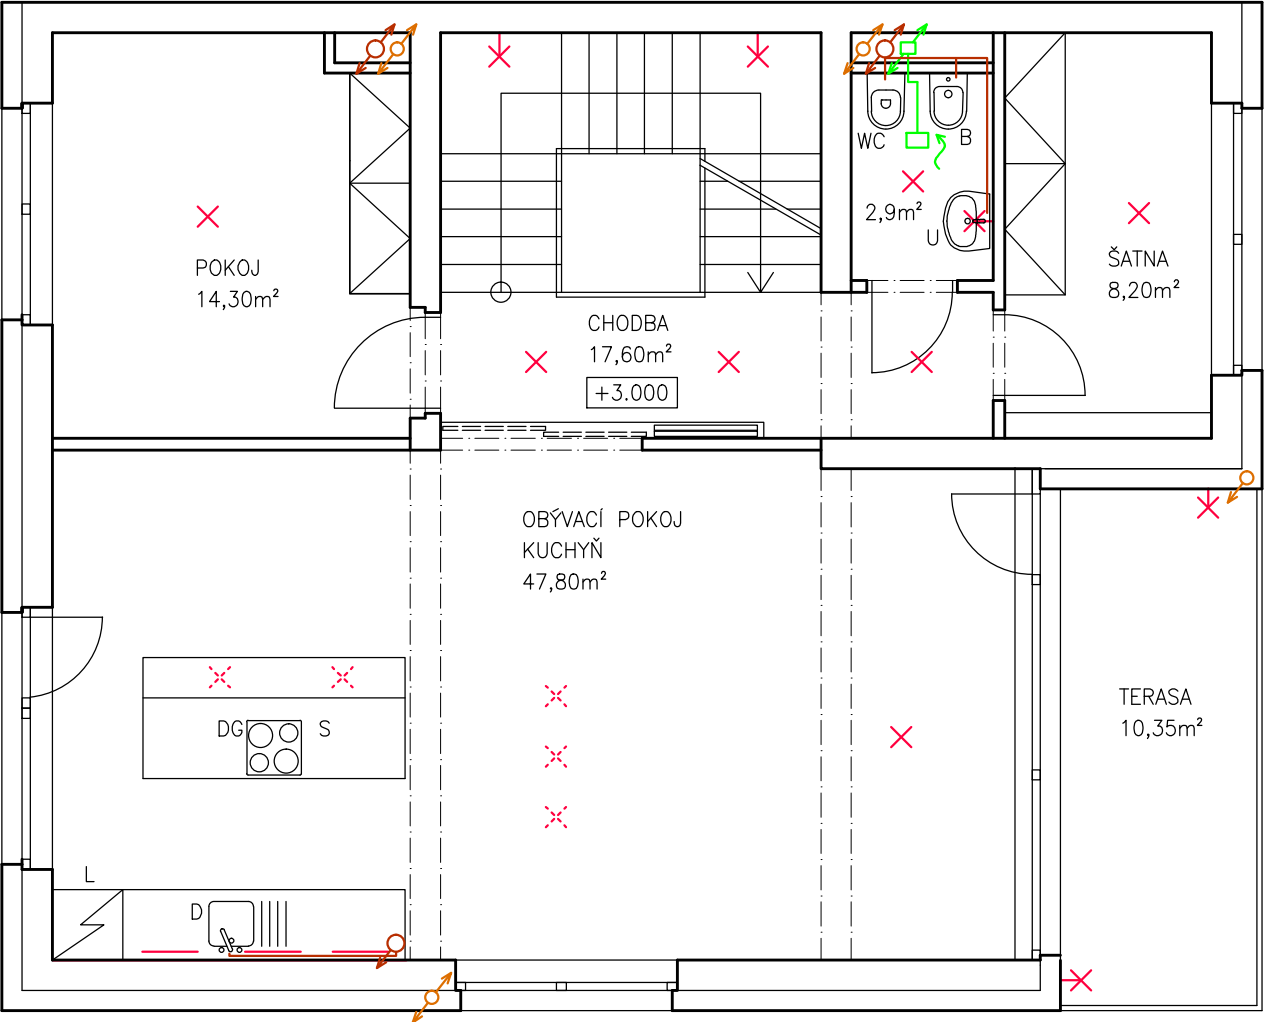 WC
B
2,9m²
U
POKOJ
14,30m²
ŠATNA
8,20m²
CHODBA
17,60m²
+3.000
OBÝVACÍ POKOJ
KUCHYŇ
47,80m²
TERASA
10,35m²
DG
S
L
D